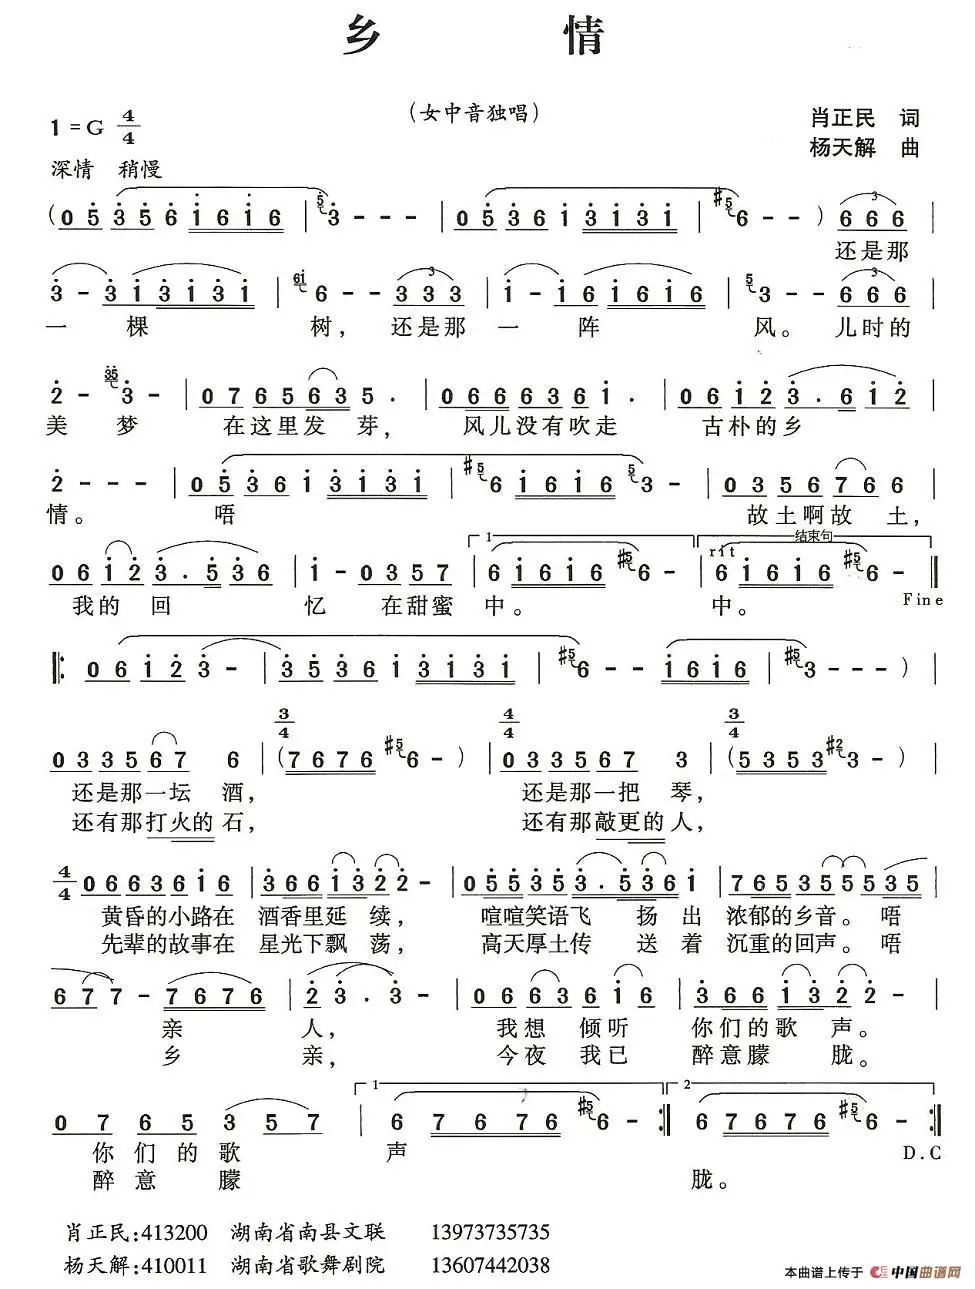 乡 情
(女中音独唱)
1=G 4/4
肖正民 词
杨天解 曲
深情 稍慢
(0 5 3 5 6 i 6 i 6 | 5 3 - - - | 0 5 3 6 i 3 i 3 i | #5 6 - - ) 6 6 6 |
还是那
3 - 3 i 3 i 3 i | 6i 6 - - 3 3 3 | i - i 6 i 6 i 6 | 5 3 - - 6 6 6 |
一 棵 树, 还是那 一 阵 风。 儿时的
2 - 35 3 - | 0 7 6 5 6 3 5 . | 0 6 6 6 3 6 i . | 0 6 i 2 3 . 6 i 2 |
美 梦 在这里发 芽, 风儿没有吹走 古朴的乡
2 - - - | 0 5 3 6 i 3 i 3 i | #5 6 i 6 i 6 5 3 - | 0 3 5 6 7 6 6 |
情。 唔 故土啊故 土,
1 结束句
rit
0 6 i 2 3 . 5 3 6 | i - 0 3 5 7 | 6 i 6 i 6 #5 6 - | 6 i 6 i 6 #5 6 - ‖
我的 回 忆 在甜蜜 中。 中。 Fine
‖: 0 6 i 2 3 - | 3 5 3 6 i 3 i 3 i | #5 6 - - i 6 i 6 | #5 3 - - - ) |
3/4 4/4 3/4
0 3 3 5 6 7 6 | (7 6 7 6 #5 6 - ) | 0 3 3 5 6 7 3 | (5 3 5 3 #2 3 - ) |
还是那一坛 酒, 还是那一把 琴,
还有那打火的石, 还有那敲更的人,
4/4 0 6 6 3 6 i 6 | 3 6 6 i 3 2 2 - | 0 5 5 3 5 3 . 5 3 6 i | 7 6 5 3 5 5 5 3 5 |
黄昏的小路在 酒香里延 续, 喧喧笑语飞 扬 出 浓郁的乡音。 唔
先辈的故事在 星光下飘 荡, 高天厚土传 送 着 沉重的回声。 唔
6 7 7 - 7 6 7 6 | 2 3 . 3 - | 0 6 6 3 6 i 6 | 3 6 6 i 3 2 2 - |
亲 人, 我想 倾听 你们的歌 声。
乡 亲, 今夜 我已 醉意朦 胧。
1 2
0 7 6 5 3 5 7 | 6 7 6 7 6 #5 6 - :‖ 6 7 6 7 6 #5 6 - :‖
你 们 的 歌 声 D.C
醉 意 朦 胧。
肖正民:413200 湖南省南县文联 13973735735
杨天解:410011 湖南省歌舞剧院 13607442038
本曲谱上传于 中国曲谱网